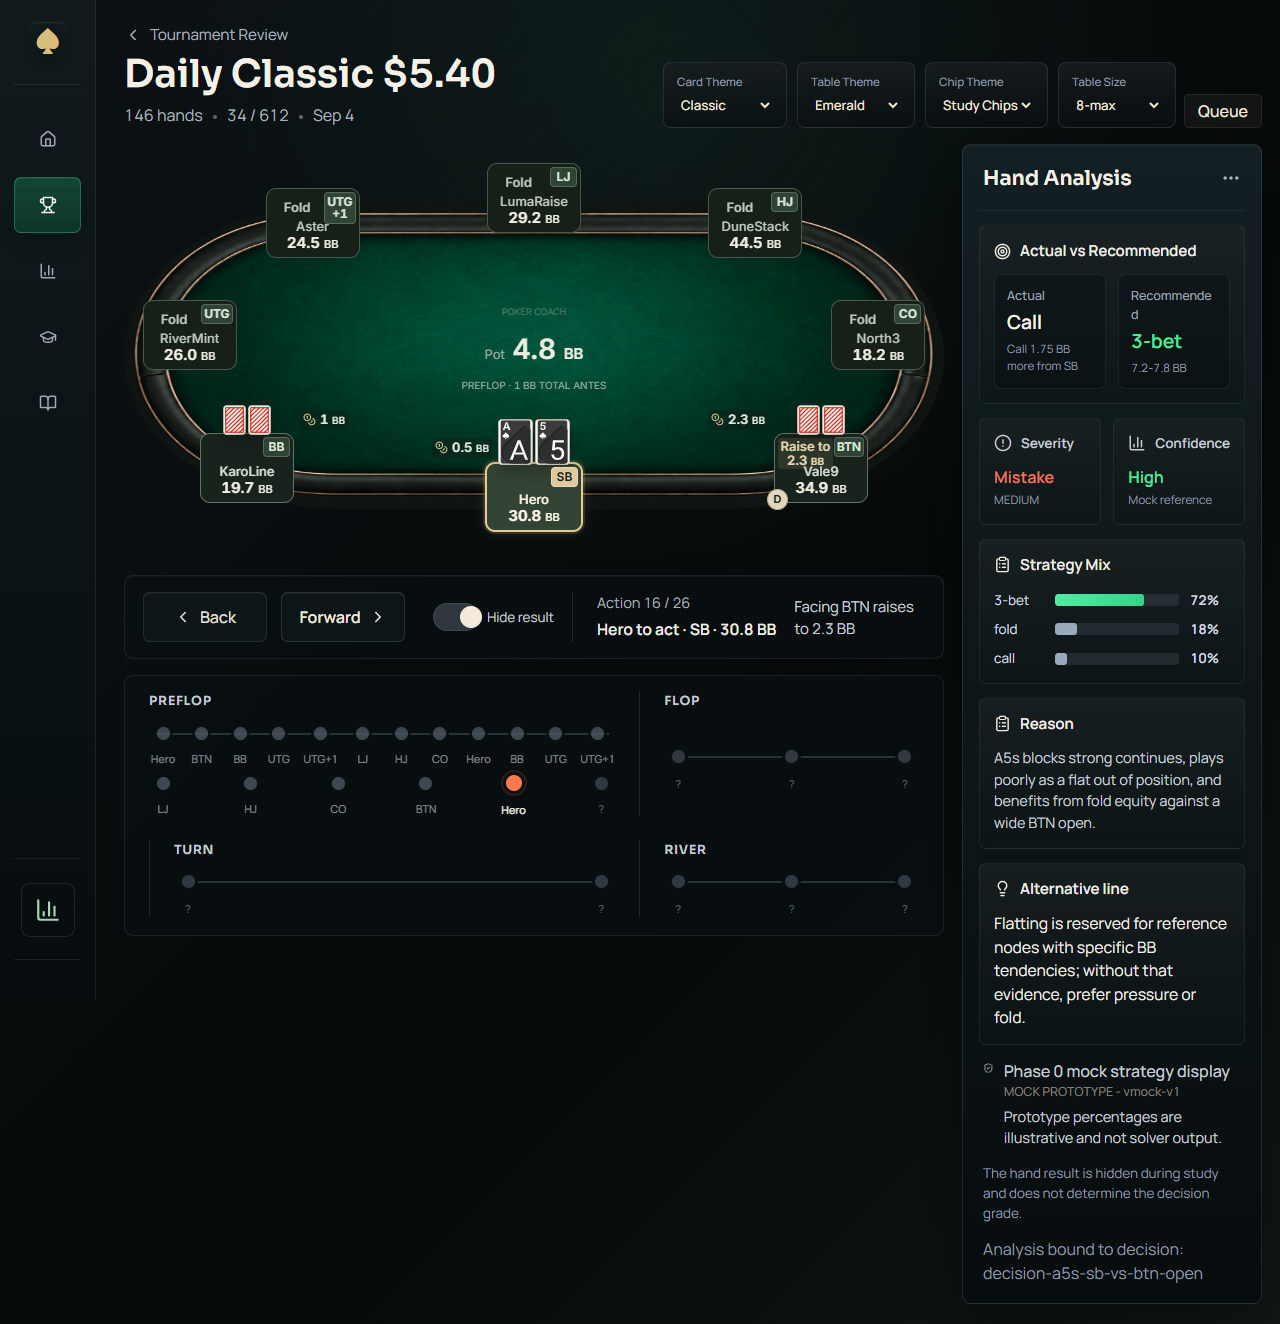 Tournament Review
Daily Classic $5.40
146 hands • 34 / 612 • Sep 4
Card Theme
Classic
Table Theme
Emerald
Chip Theme
Study Chips
Table Size
8-max
Queue
Fold LJ
LumaRaise
29.2 BB
Fold UTG
+1
Aster
24.5 BB
Fold HJ
DuneStack
44.5 BB
Fold UTG
RiverMint
26.0 BB
Fold CO
North3
18.2 BB
POKER COACH
Pot 4.8 BB
PREFLOP · 1 BB TOTAL ANTES
1 BB
0.5 BB
2.3 BB
A
A
5
5
BB
KaroLine
19.7 BB
SB
Hero
30.8 BB
Raise to BTN
2.3 BB
Vale9
34.9 BB
D
Back
Forward
Hide result
Action 16 / 26
Hero to act · SB · 30.8 BB
Facing BTN raises
to 2.3 BB
PREFLOP
Hero BTN BB UTG UTG+1 LJ HJ CO Hero BB UTG UTG+1
LJ HJ CO BTN Hero ?
FLOP
? ? ?
TURN
? ?
RIVER
? ? ?
Hand Analysis
Actual vs Recommended
Actual
Call
Call 1.75 BB
more from SB
Recommende
d
3-bet
7.2-7.8 BB
Severity
Mistake
MEDIUM
Confidence
High
Mock reference
Strategy Mix
3-bet 72%
fold 18%
call 10%
Reason
A5s blocks strong continues, plays
poorly as a flat out of position, and
benefits from fold equity against a
wide BTN open.
Alternative line
Flatting is reserved for reference
nodes with specific BB
tendencies; without that
evidence, prefer pressure or
fold.
Phase 0 mock strategy display
MOCK PROTOTYPE - vmock-v1
Prototype percentages are
illustrative and not solver output.
The hand result is hidden during study
and does not determine the decision
grade.
Analysis bound to decision:
decision-a5s-sb-vs-btn-open